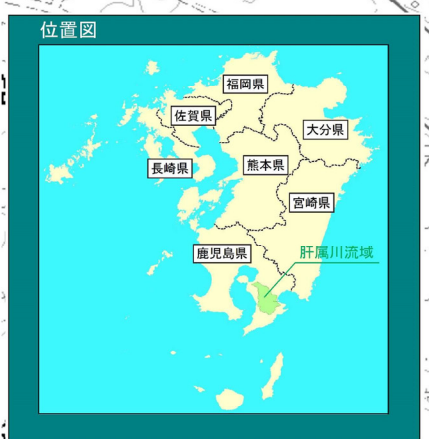 位置図
福岡県
佐賀県
大分県
長崎県
熊本県
宮崎県
鹿児島県
肝属川流域